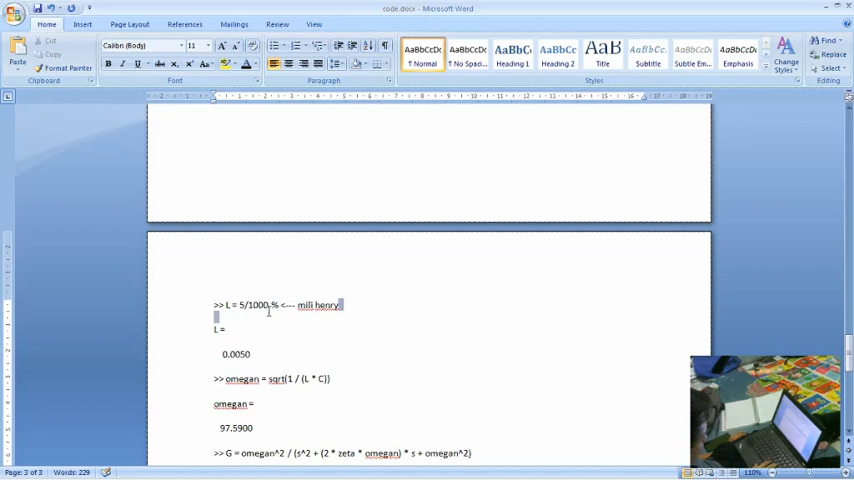 code.docx - Microsoft Word
Home Insert Page Layout References Mailings Review View
Paste
Cut
Copy
Format Painter
Calibri (Body) 11
AaBbCcDc AaBbCcDc AaBbC AaBbCc AaB AaBbCcI AaBbCcDc AaBbCcDc
¶ Normal ¶ No Spaci... Heading 1 Heading 2 Title Subtitle Subtle Em... Emphasis
Change Styles
Find
Replace
Select
Clipboard Font Paragraph Styles Editing
>> L = 5/1000 % <--- mili henry
L =
0.0050
>> omegan = sqrt(1 / (L * C))
omegan =
97.5900
>> G = omegan^2 / (s^2 + (2 * zeta * omegan) * s + omegan^2)
Page: 3 of 3 Words: 229 110%